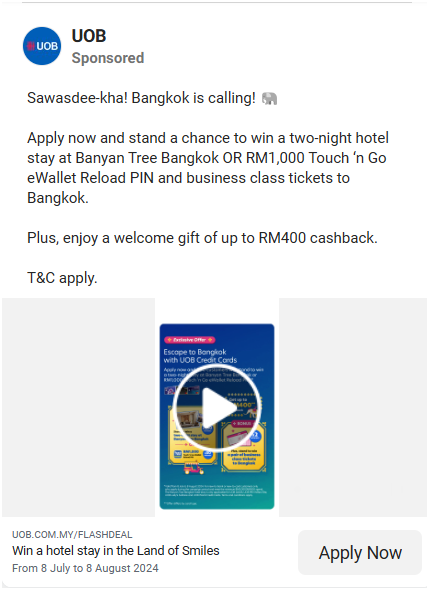 UOB
UOB
Sponsored
Sawasdee-kha! Bangkok is calling! 🐘
Apply now and stand a chance to win a two-night hotel
stay at Banyan Tree Bangkok OR RM1,000 Touch ‘n Go
eWallet Reload PIN and business class tickets to
Bangkok.
Plus, enjoy a welcome gift of up to RM400 cashback.
T&C apply.
Exclusive Offer
Escape to Bangkok
with UOB Credit Cards
UOB.COM.MY/FLASHDEAL
Win a hotel stay in the Land of Smiles
From 8 July to 8 August 2024
Apply Now